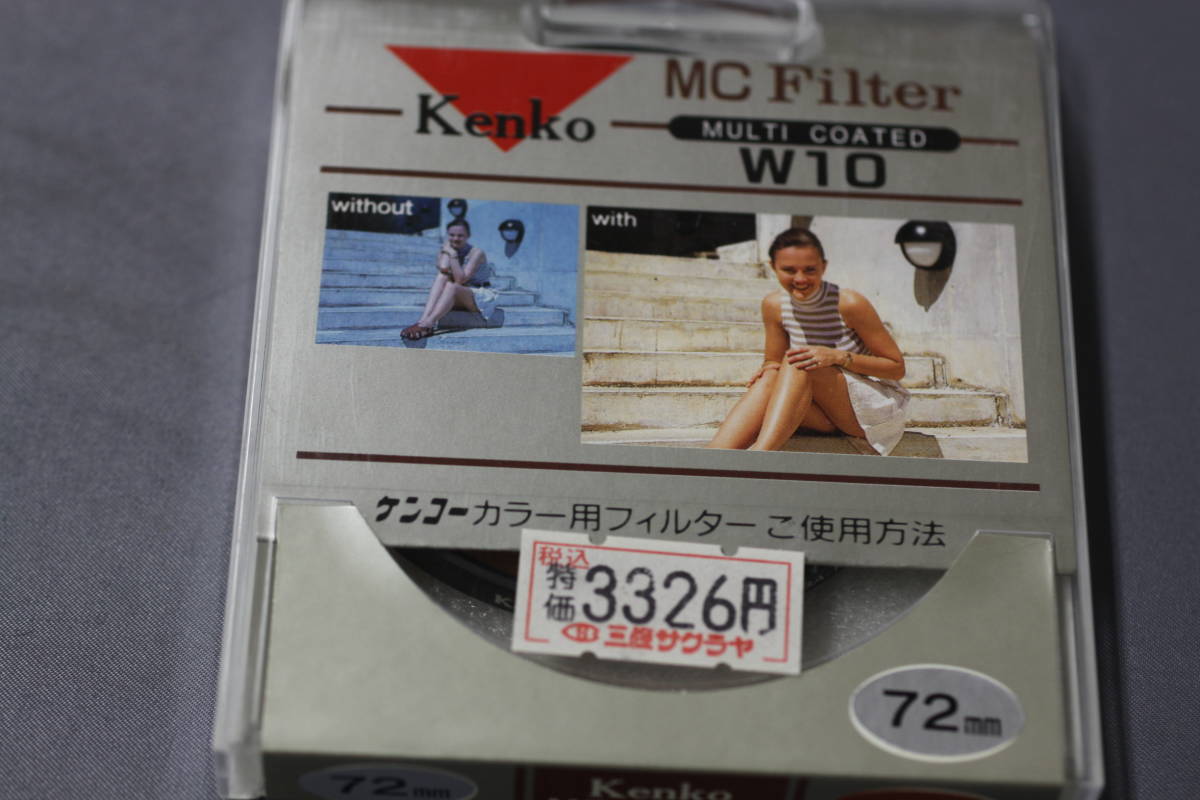 Kenko
MC Filter
MULTI COATED
W10
without
with
ケンコーカラー用フィルターご使用方法
税込
特価3326円
三宝サクラヤ
72mm
72mm
Kenko